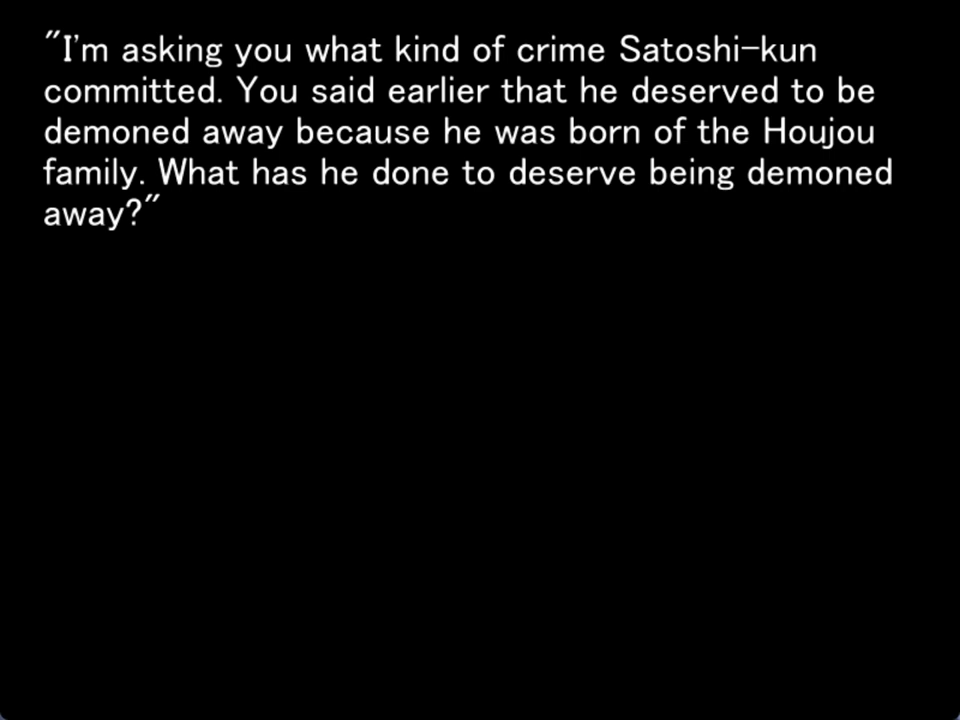 "I'm asking you what kind of crime Satoshi-kun
committed. You said earlier that he deserved to be
demoned away because he was born of the Houjou
family. What has he done to deserve being demoned
away?"